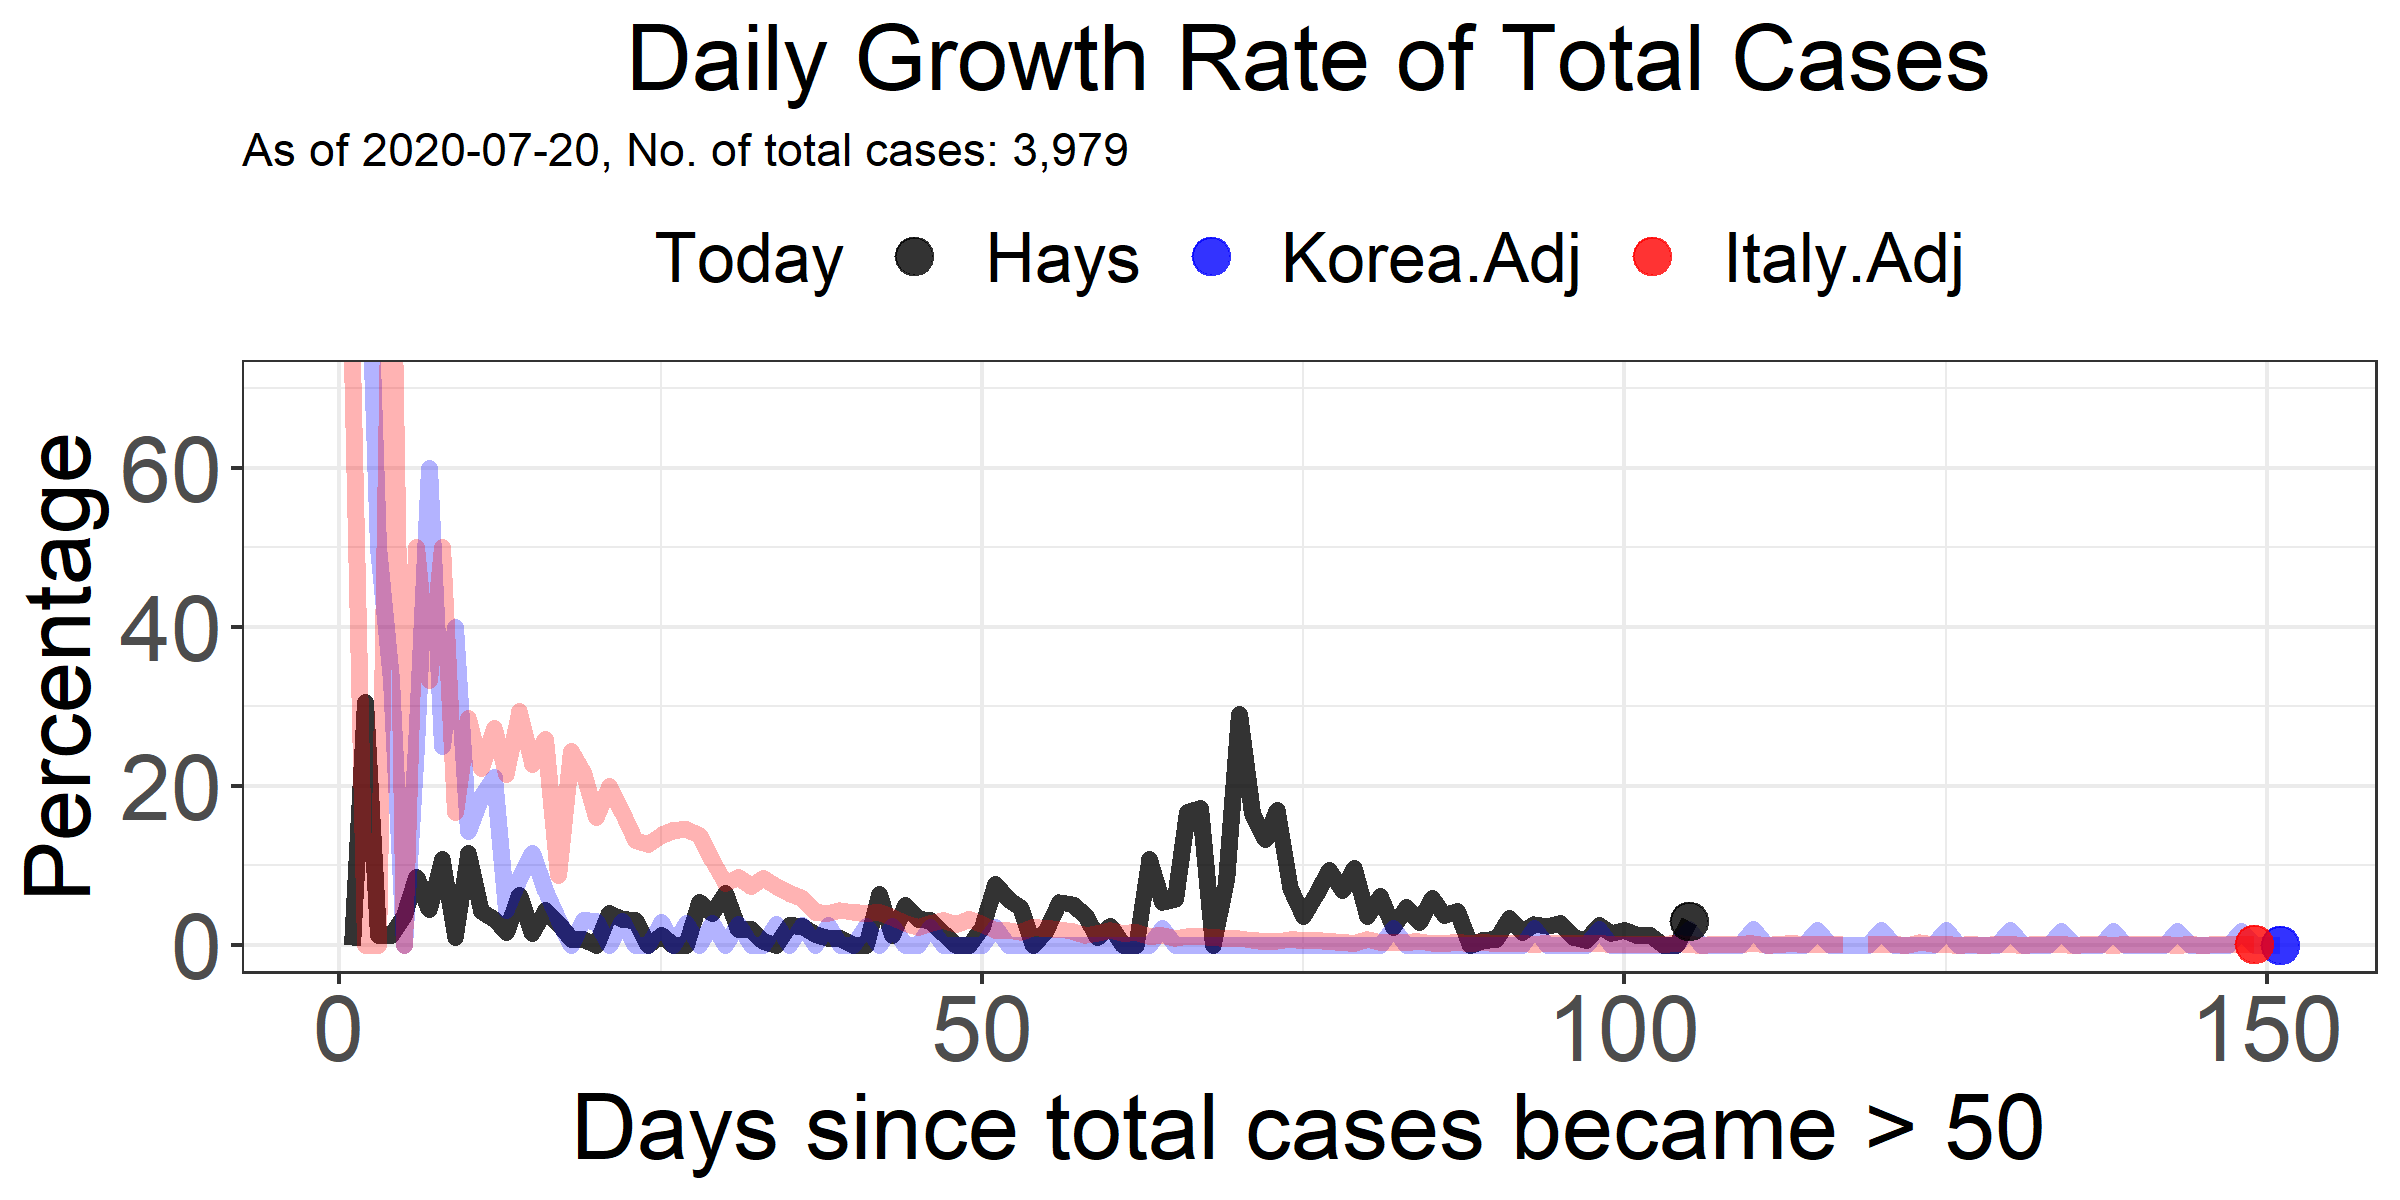 Daily Growth Rate of Total Cases
As of 2020-07-20, No. of total cases: 3,979
Today Hays Korea.Adj Italy.Adj
Percentage
60
40
20
0
0 50 100 150
Days since total cases became > 50